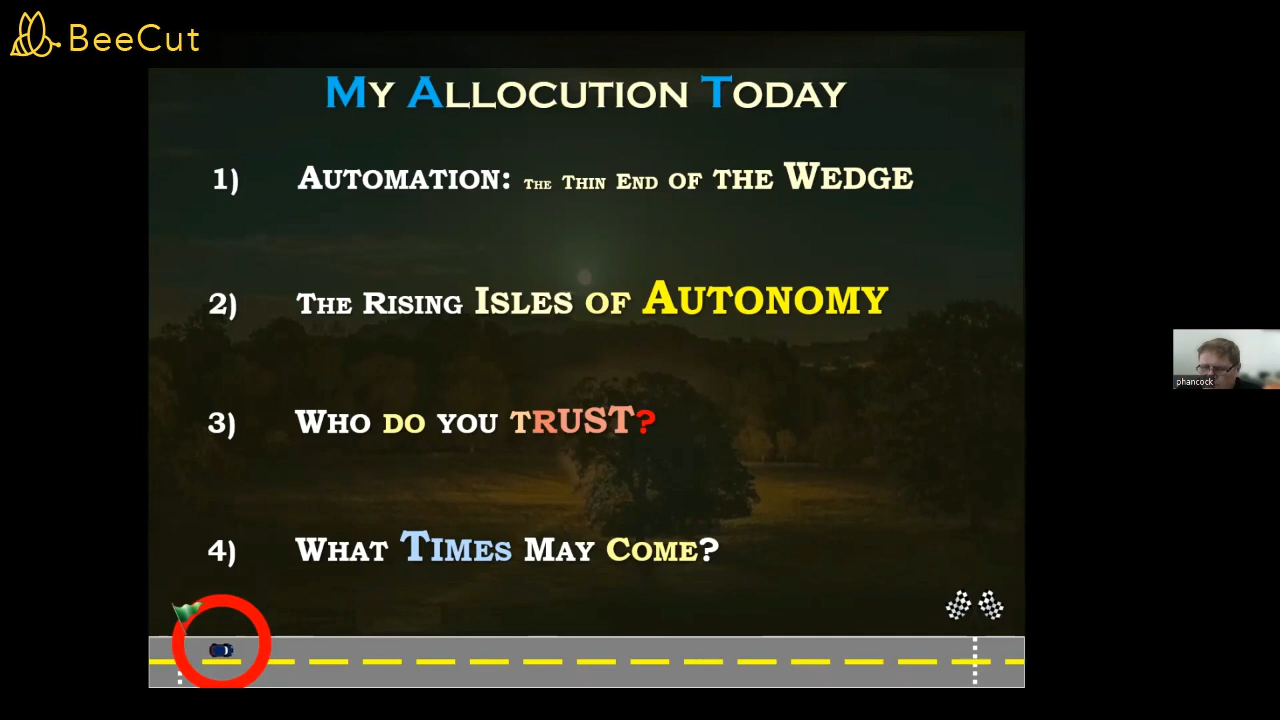 BeeCut
My Allocution Today
1) Automation: The Thin End of the Wedge
2) The Rising Isles of Autonomy
3) Who do you trust?
4) What Times May Come?
phancock